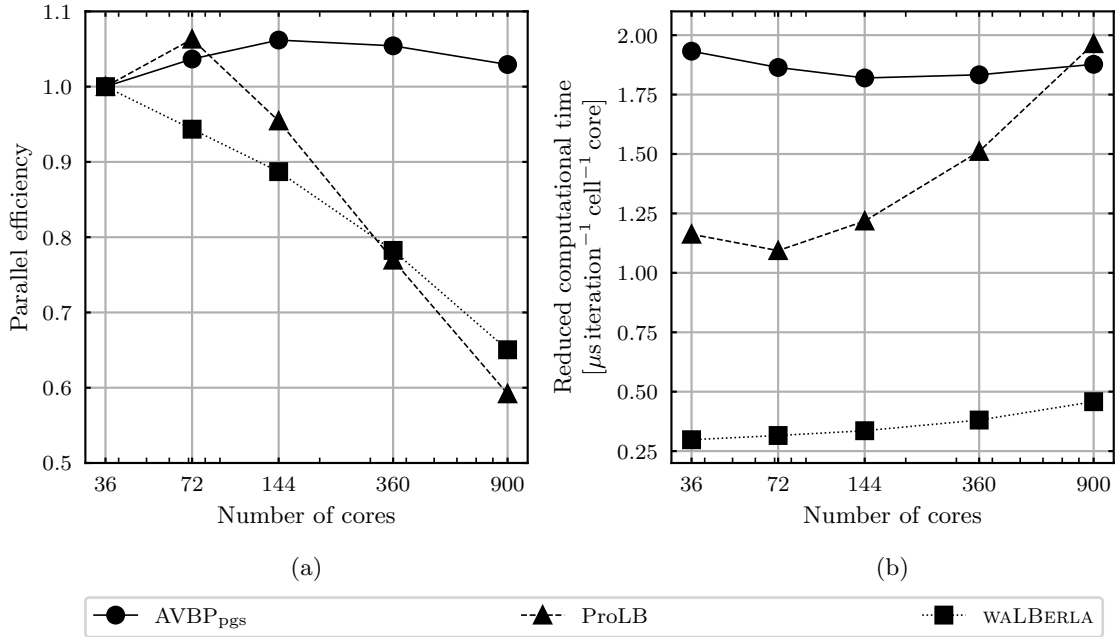 1.1
1.0
0.9
0.8
0.7
0.6
0.5
Parallel efficiency
36 72 144 360 900
Number of cores
(a)
2.00
1.75
1.50
1.25
1.00
0.75
0.50
0.25
Reduced computational time
[μs iteration⁻¹ cell⁻¹ core]
36 72 144 360 900
Number of cores
(b)
AVBPpgs ProLB WALBERLA